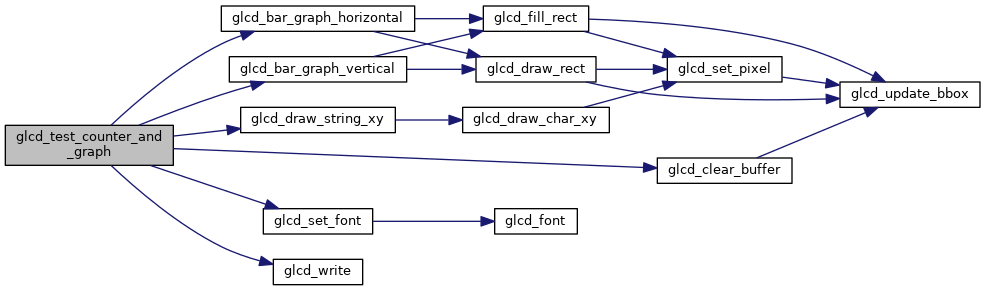 glcd_test_counter_and
_graph
glcd_bar_graph_horizontal
glcd_bar_graph_vertical
glcd_draw_string_xy
glcd_set_font
glcd_write
glcd_fill_rect
glcd_draw_rect
glcd_draw_char_xy
glcd_font
glcd_set_pixel
glcd_clear_buffer
glcd_update_bbox